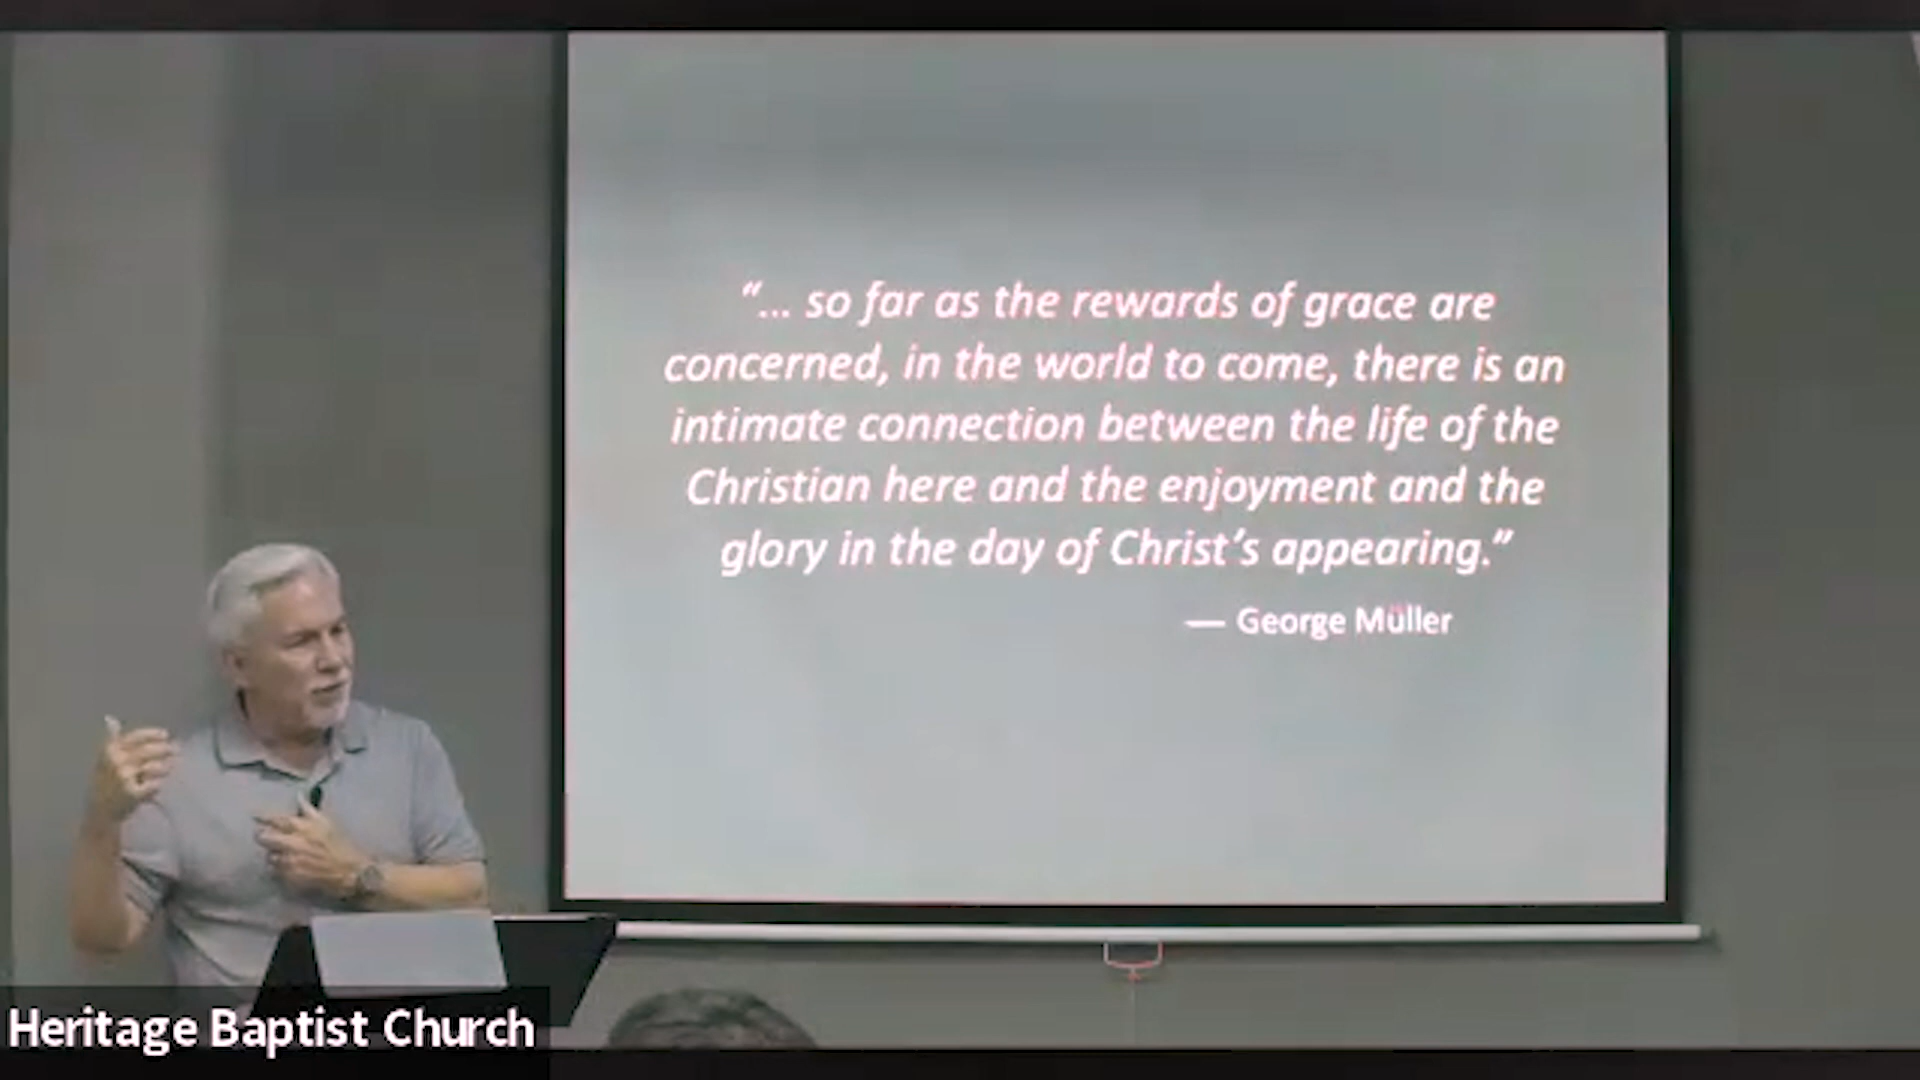 “... so far as the rewards of grace are
concerned, in the world to come, there is an
intimate connection between the life of the
Christian here and the enjoyment and the
glory in the day of Christ’s appearing.”
— George Müller
Heritage Baptist Church